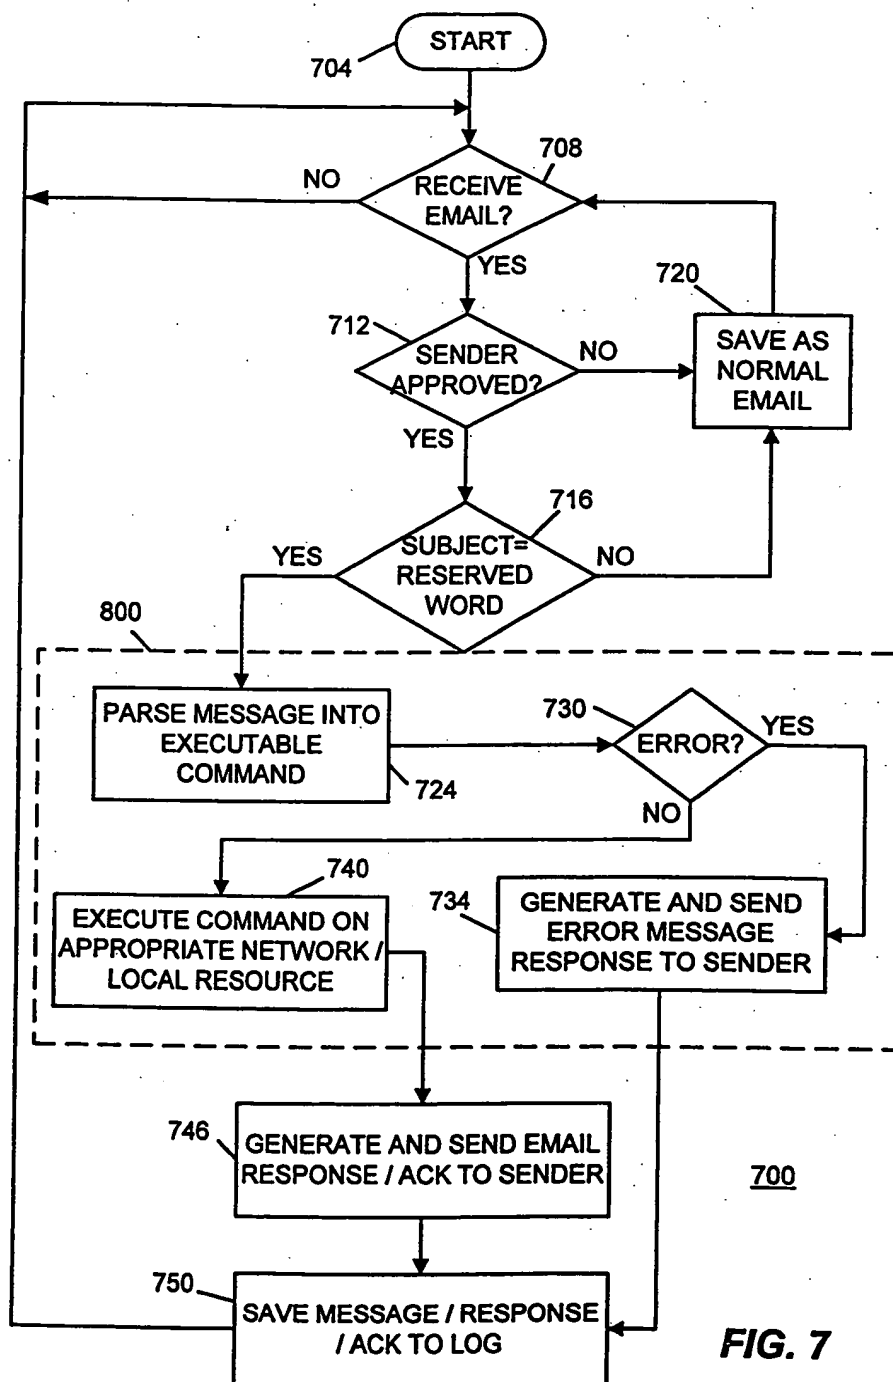 START
704
708
NO
RECEIVE
EMAIL?
YES
720
712
SENDER
APPROVED?
NO
SAVE AS
NORMAL
EMAIL
YES
716
YES
SUBJECT=
RESERVED
WORD
NO
800
PARSE MESSAGE INTO
EXECUTABLE
COMMAND
724
730
ERROR?
YES
NO
740
EXECUTE COMMAND ON
APPROPRIATE NETWORK /
LOCAL RESOURCE
734
GENERATE AND SEND
ERROR MESSAGE
RESPONSE TO SENDER
746
GENERATE AND SEND EMAIL
RESPONSE / ACK TO SENDER
700
750
SAVE MESSAGE / RESPONSE
/ ACK TO LOG
FIG. 7